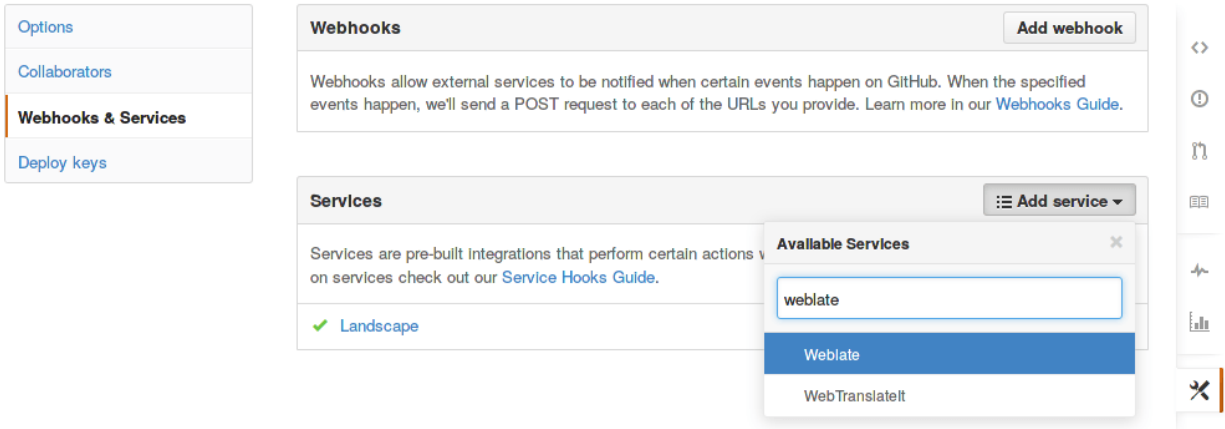 Options
Collaborators
Webhooks & Services
Deploy keys
Webhooks
Add webhook
Webhooks allow external services to be notified when certain events happen on GitHub. When the specified
events happen, we'll send a POST request to each of the URLs you provide. Learn more in our Webhooks Guide.
Services
Add service
Services are pre-built integrations that perform certain actions
on services check out our Service Hooks Guide.
Landscape
Available Services
weblate
Weblate
WebTranslateIt